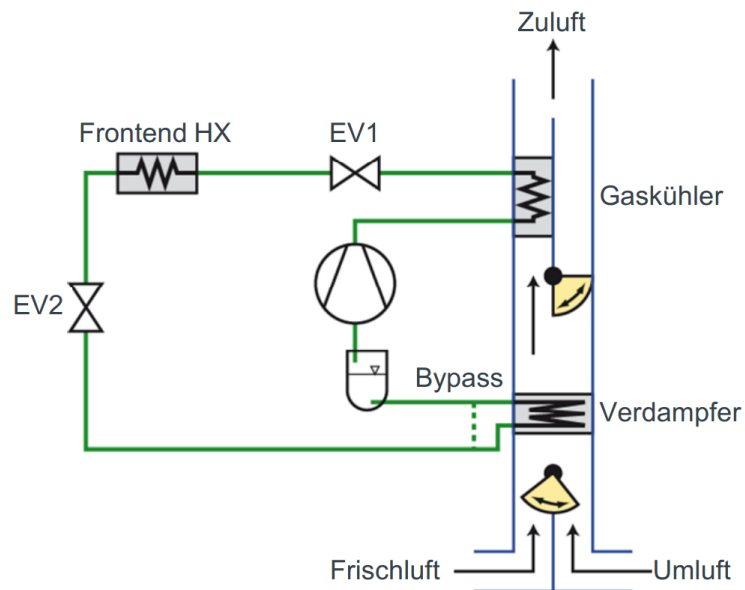 Zuluft
Frontend HX
EV1
Gaskühler
EV2
Bypass
Verdampfer
Frischluft
Umluft